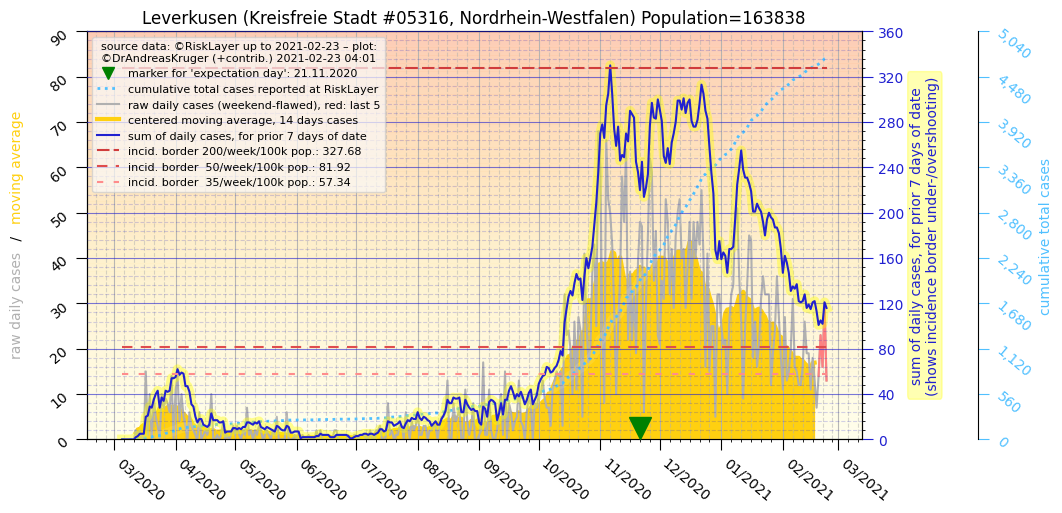 Leverkusen (Kreisfreie Stadt #05316, Nordrhein-Westfalen) Population=163838
source data: ©RiskLayer up to 2021-02-23 – plot:
©DrAndreasKruger (+contrib.) 2021-02-23 04:01
marker for 'expectation day': 21.11.2020
cumulative total cases reported at RiskLayer
raw daily cases (weekend-flawed), red: last 5
centered moving average, 14 days cases
sum of daily cases, for prior 7 days of date
incid. border 200/week/100k pop.: 327.68
incid. border  50/week/100k pop.: 81.92
incid. border  35/week/100k pop.: 57.34
raw daily cases / moving average
90
80
70
60
50
40
30
20
10
0
03/2020
04/2020
05/2020
06/2020
07/2020
08/2020
09/2020
10/2020
11/2020
12/2020
01/2021
02/2021
03/2021
360
320
280
240
200
160
120
80
40
0
sum of daily cases, for prior 7 days of date
(shows incidence border under-/overshooting)
5,040
4,480
3,920
3,360
2,800
2,240
1,680
1,120
560
0
cumulative total cases